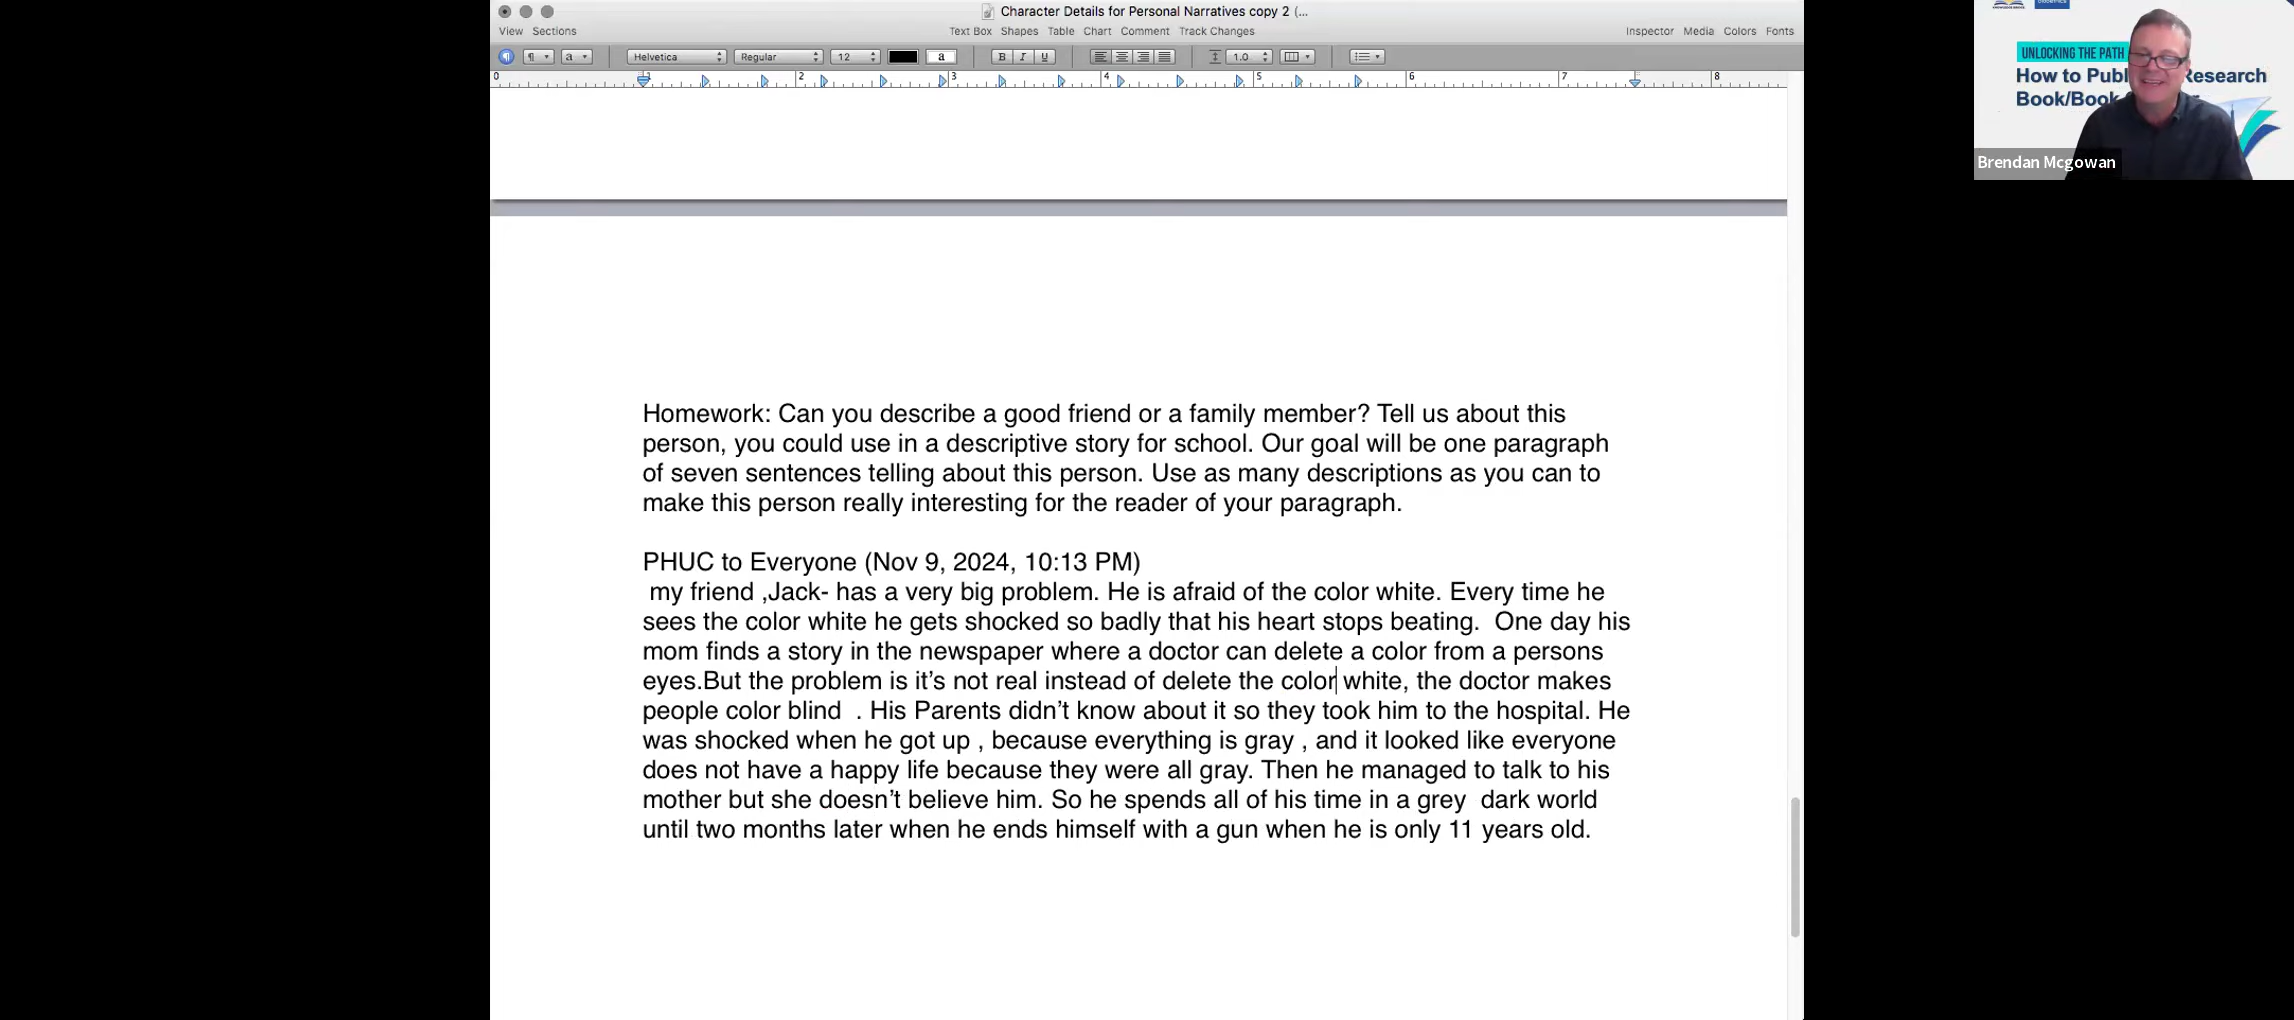 Character Details for Personal Narratives copy 2 (...
View Sections Text Box Shapes Table Chart Comment Track Changes Inspector Media Colors Fonts
¶ a Helvetica Regular 12 a B I U 1.0
0 1 2 3 4 5 6 7 8
UNLOCKING THE PATH
How to Research
Book/Book
Brendan Mcgowan
Homework: Can you describe a good friend or a family member? Tell us about this
person, you could use in a descriptive story for school. Our goal will be one paragraph
of seven sentences telling about this person. Use as many descriptions as you can to
make this person really interesting for the reader of your paragraph.
PHUC to Everyone (Nov 9, 2024, 10:13 PM)
my friend ,Jack- has a very big problem. He is afraid of the color white. Every time he
sees the color white he gets shocked so badly that his heart stops beating.  One day his
mom finds a story in the newspaper where a doctor can delete a color from a persons
eyes.But the problem is it’s not real instead of delete the color white, the doctor makes
people color blind  . His Parents didn’t know about it so they took him to the hospital. He
was shocked when he got up , because everything is gray , and it looked like everyone
does not have a happy life because they were all gray. Then he managed to talk to his
mother but she doesn’t believe him. So he spends all of his time in a grey  dark world
until two months later when he ends himself with a gun when he is only 11 years old.